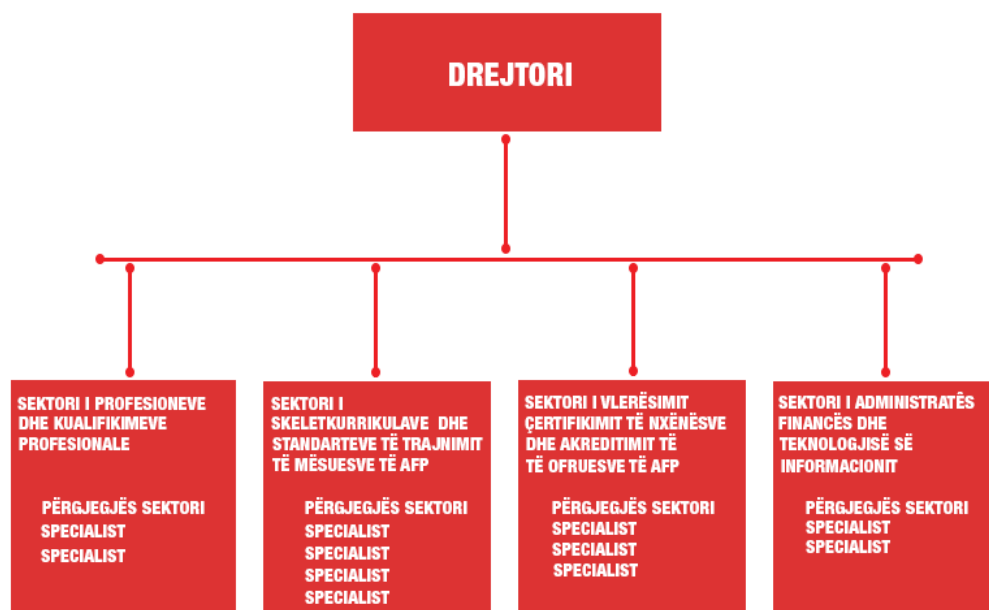 DREJTORI
SEKTORI I PROFESIONEVE
DHE KUALIFIKIMEVE
PROFESIONALE
PËRGJEGJËS SEKTORI
SPECIALIST
SPECIALIST
SEKTORI I
SKELETKURRIKULAVE DHE
STANDARTEVE TË TRAJNIMIT
TË MËSUESVE TË AFP
PËRGJEGJËS SEKTORI
SPECIALIST
SPECIALIST
SPECIALIST
SPECIALIST
SEKTORI I VLERËSIMIT
ÇERTIFIKIMIT TË NXËNËSVE
DHE AKREDITIMIT TË
TË OFRUESVE TË AFP
PËRGJEGJËS SEKTORI
SPECIALIST
SPECIALIST
SPECIALIST
SEKTORI I ADMINISTRATËS
FINANCËS DHE
TEKNOLOGJISË SË
INFORMACIONIT
PËRGJEGJËS SEKTORI
SPECIALIST
SPECIALIST